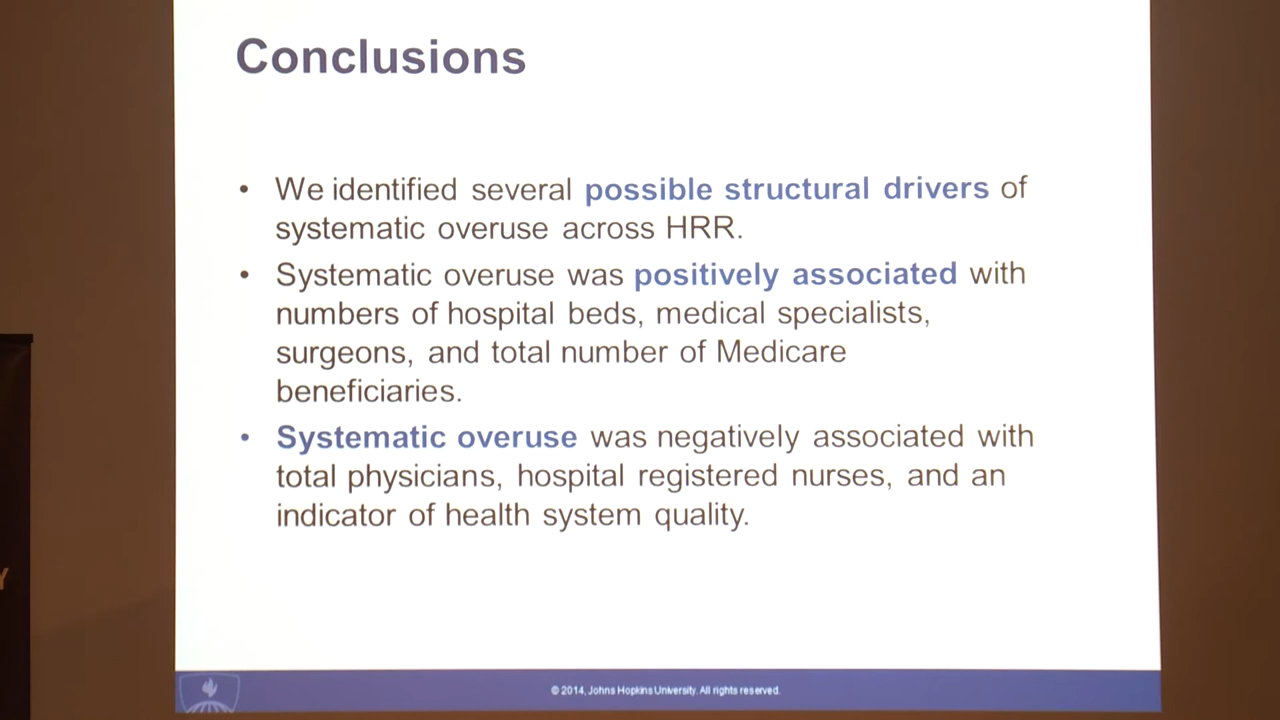 Conclusions
• We identified several possible structural drivers of
systematic overuse across HRR.
• Systematic overuse was positively associated with
numbers of hospital beds, medical specialists,
surgeons, and total number of Medicare
beneficiaries.
• Systematic overuse was negatively associated with
total physicians, hospital registered nurses, and an
indicator of health system quality.
Y
© 2014, Johns Hopkins University. All rights reserved.